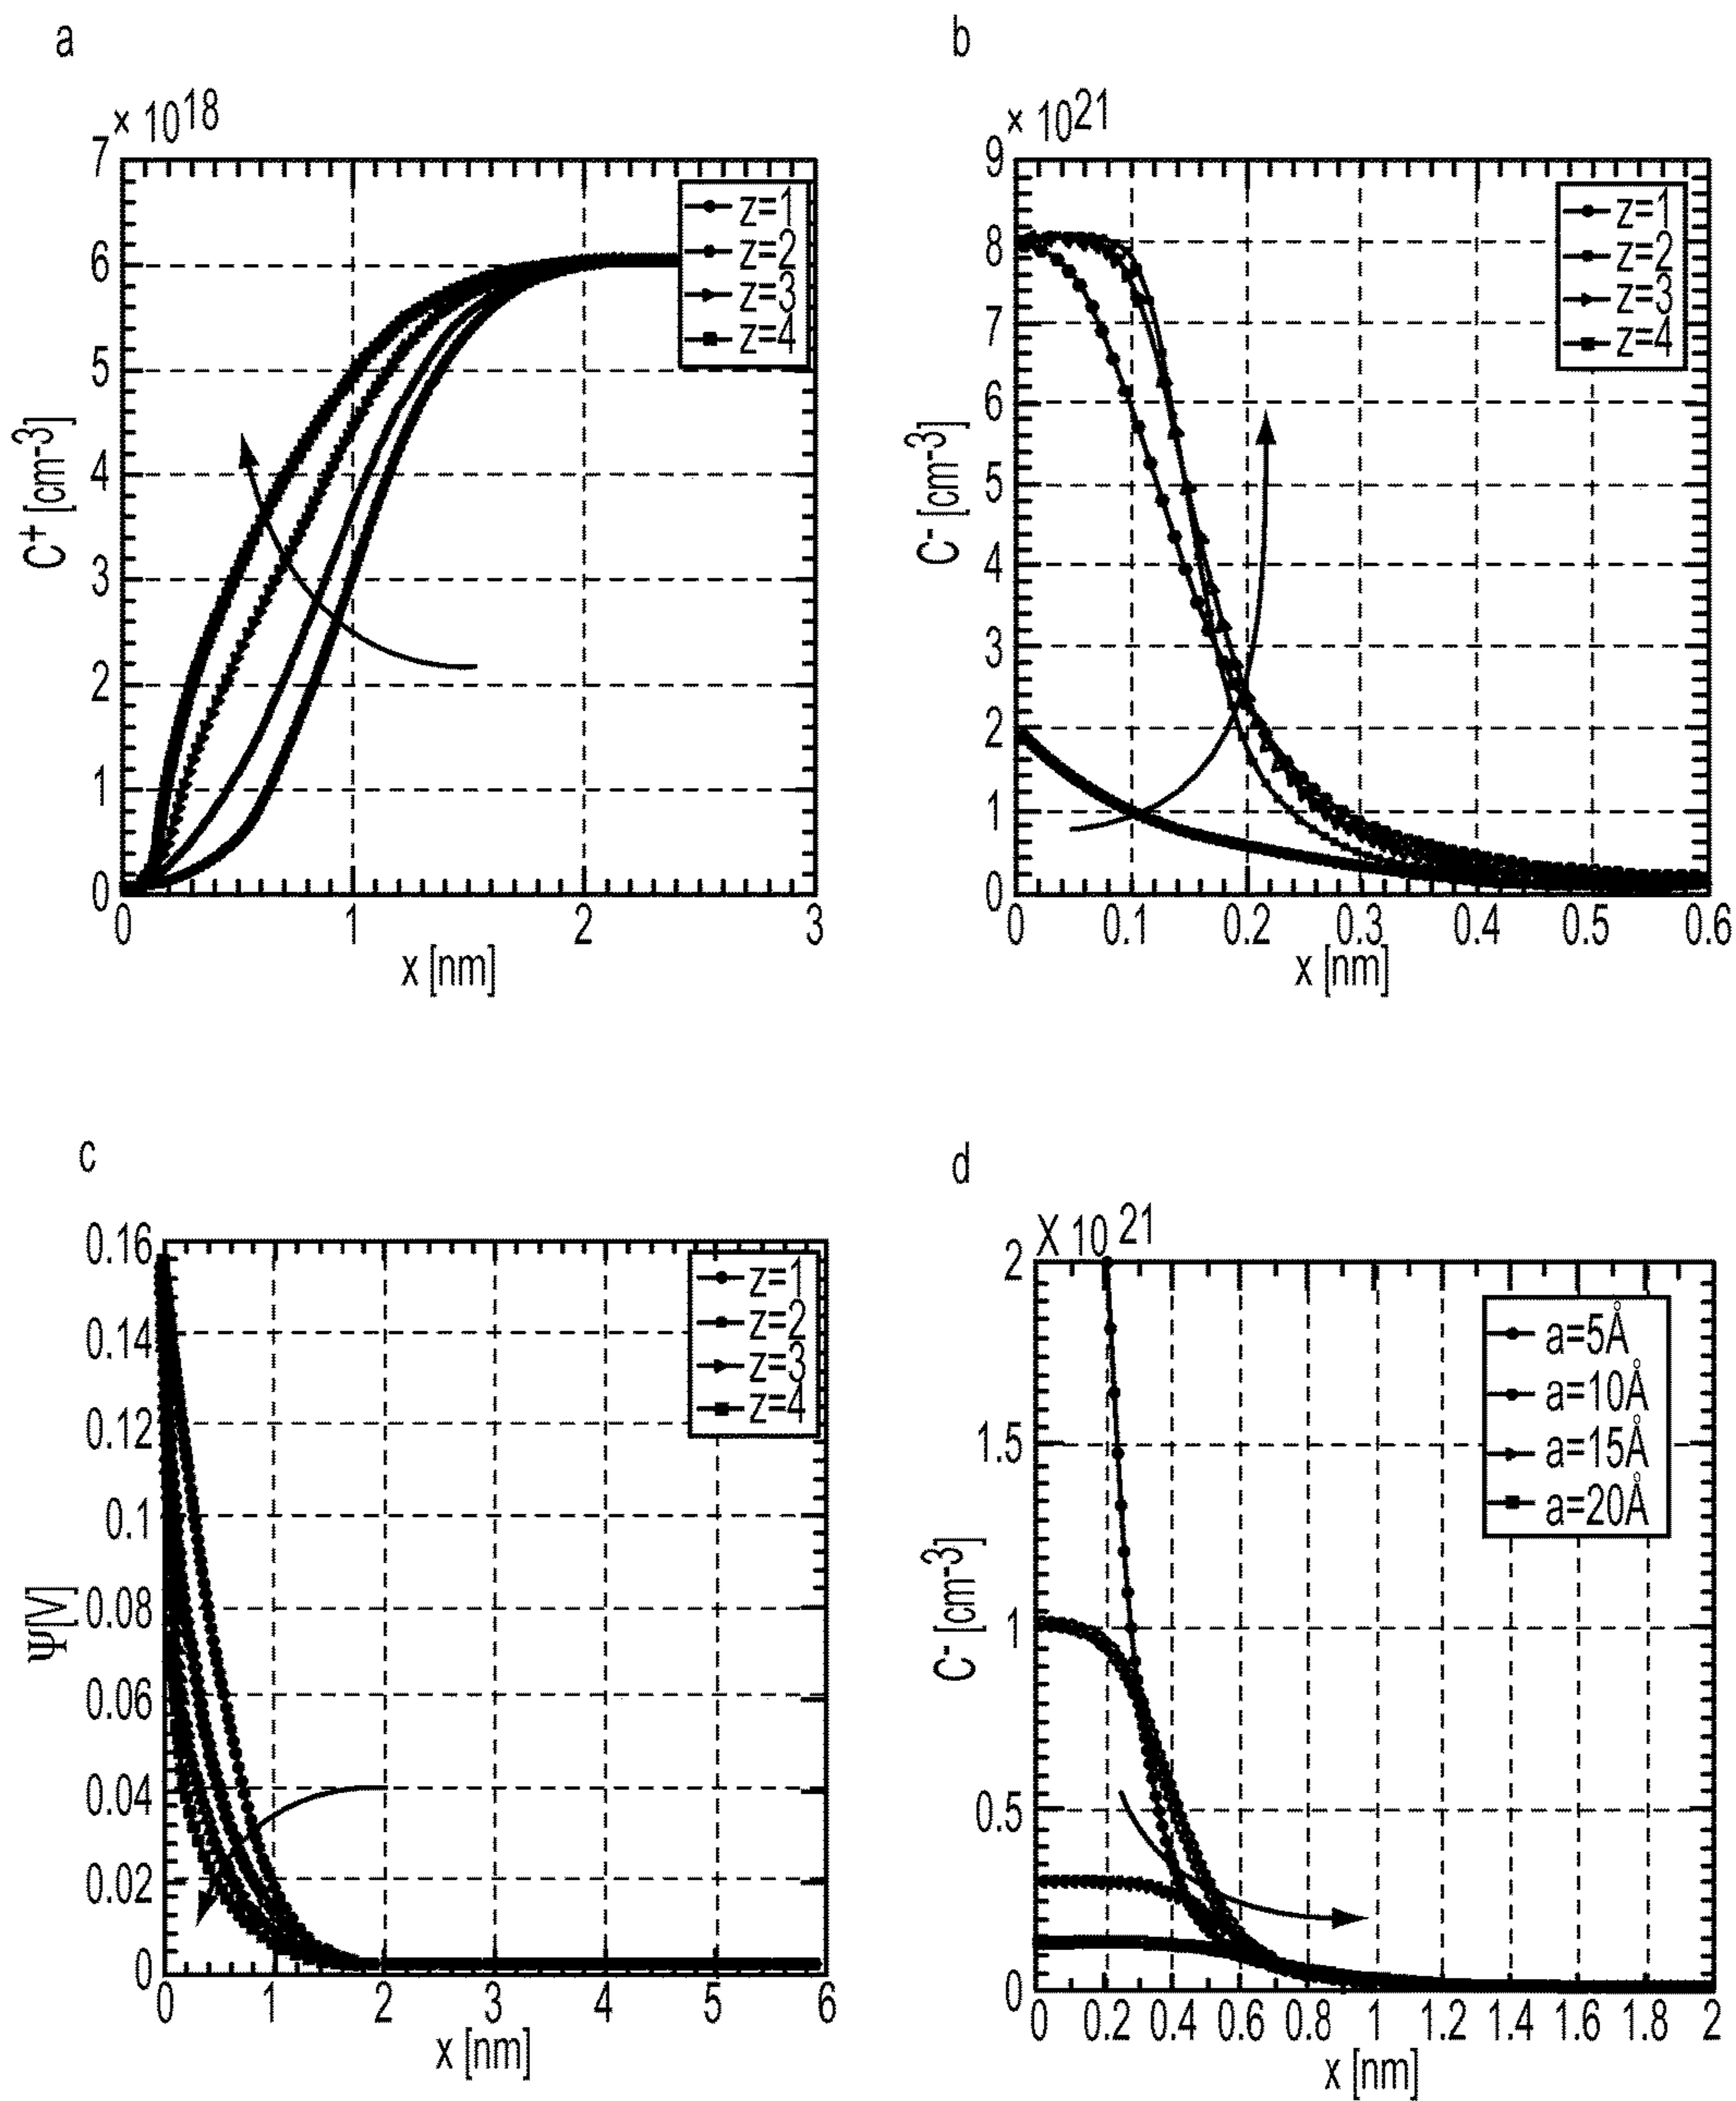 a
× 10^18
7
6
5
4
3
2
1
0
C+ [cm-3]
0 1 2 3
x [nm]
z=1
z=2
z=3
z=4
b
× 10^21
9
8
7
6
5
4
3
2
1
0
C- [cm-3]
0 0.1 0.2 0.3 0.4 0.5 0.6
x [nm]
z=1
z=2
z=3
z=4
c
0.16
0.14
0.12
0.1
0.08
0.06
0.04
0.02
0
Ψ[V]
0 1 2 3 4 5 6
x [nm]
z=1
z=2
z=3
z=4
d
X 10^21
2
1.5
1
0.5
0
C- [cm-3]
0 0.2 0.4 0.6 0.8 1 1.2 1.4 1.6 1.8 2
x [nm]
a=5Å
a=10Å
a=15Å
a=20Å